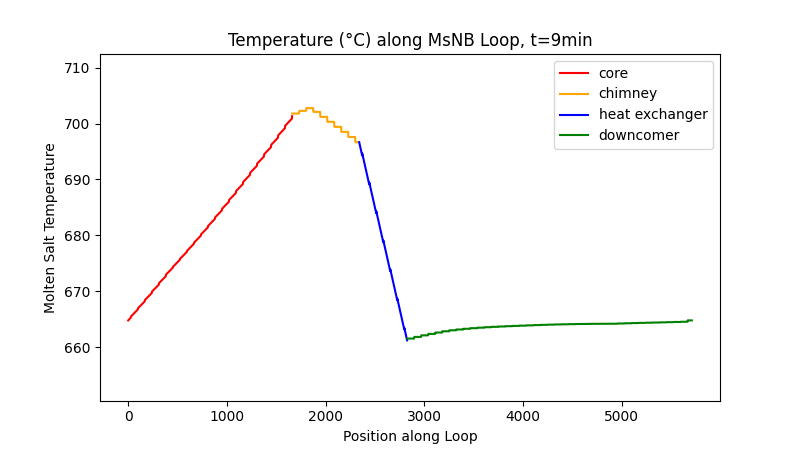 Temperature (°C) along MsNB Loop, t=9min
Molten Salt Temperature
710
700
690
680
670
660
core
chimney
heat exchanger
downcomer
0 1000 2000 3000 4000 5000
Position along Loop